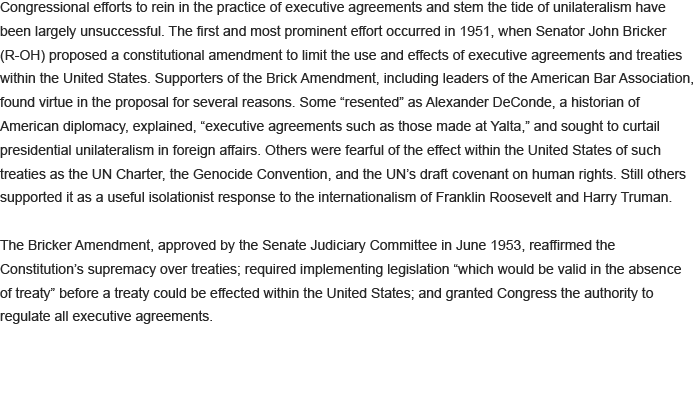 Congressional efforts to rein in the practice of executive agreements and stem the tide of unilateralism have
been largely unsuccessful. The first and most prominent effort occurred in 1951, when Senator John Bricker
(R-OH) proposed a constitutional amendment to limit the use and effects of executive agreements and treaties
within the United States. Supporters of the Brick Amendment, including leaders of the American Bar Association,
found virtue in the proposal for several reasons. Some “resented” as Alexander DeConde, a historian of
American diplomacy, explained, “executive agreements such as those made at Yalta,” and sought to curtail
presidential unilateralism in foreign affairs. Others were fearful of the effect within the United States of such
treaties as the UN Charter, the Genocide Convention, and the UN’s draft covenant on human rights. Still others
supported it as a useful isolationist response to the internationalism of Franklin Roosevelt and Harry Truman.

The Bricker Amendment, approved by the Senate Judiciary Committee in June 1953, reaffirmed the
Constitution’s supremacy over treaties; required implementing legislation “which would be valid in the absence
of treaty” before a treaty could be effected within the United States; and granted Congress the authority to
regulate all executive agreements.